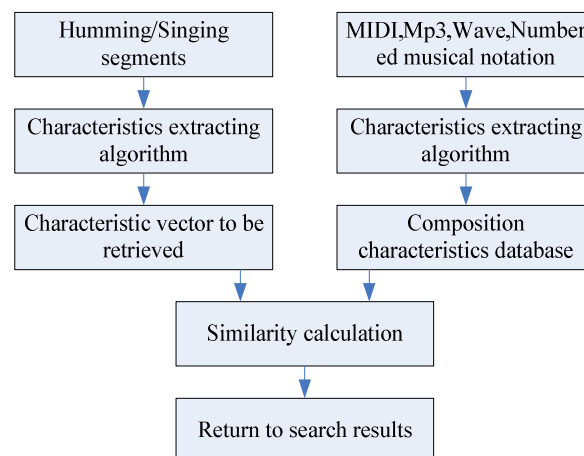 Humming/Singing
segments
MIDI,Mp3,Wave,Number
ed musical notation
Characteristics extracting
algorithm
Characteristics extracting
algorithm
Characteristic vector to be
retrieved
Composition
characteristics database
Similarity calculation
Return to search results